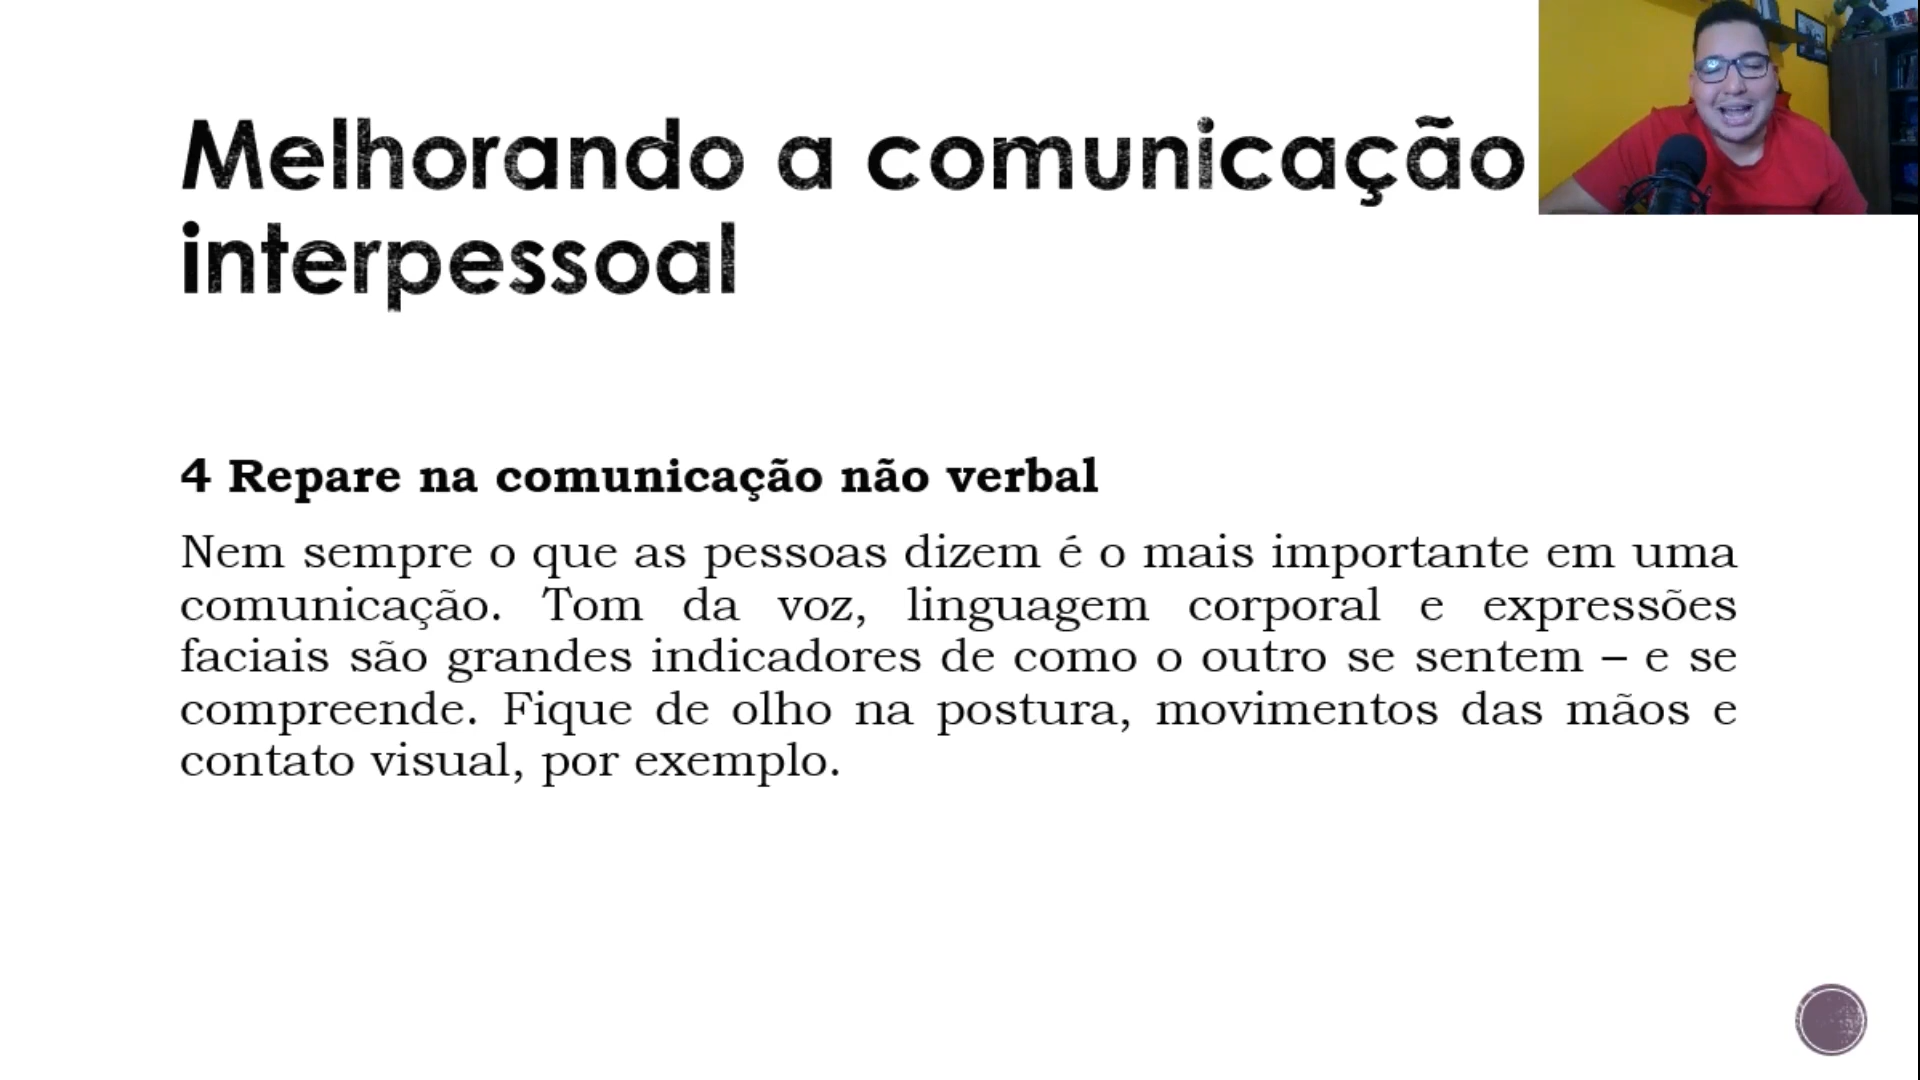 Melhorando a comunicação
interpessoal
4 Repare na comunicação não verbal
Nem sempre o que as pessoas dizem é o mais importante em uma
comunicação. Tom da voz, linguagem corporal e expressões
faciais são grandes indicadores de como o outro se sentem – e se
compreende. Fique de olho na postura, movimentos das mãos e
contato visual, por exemplo.